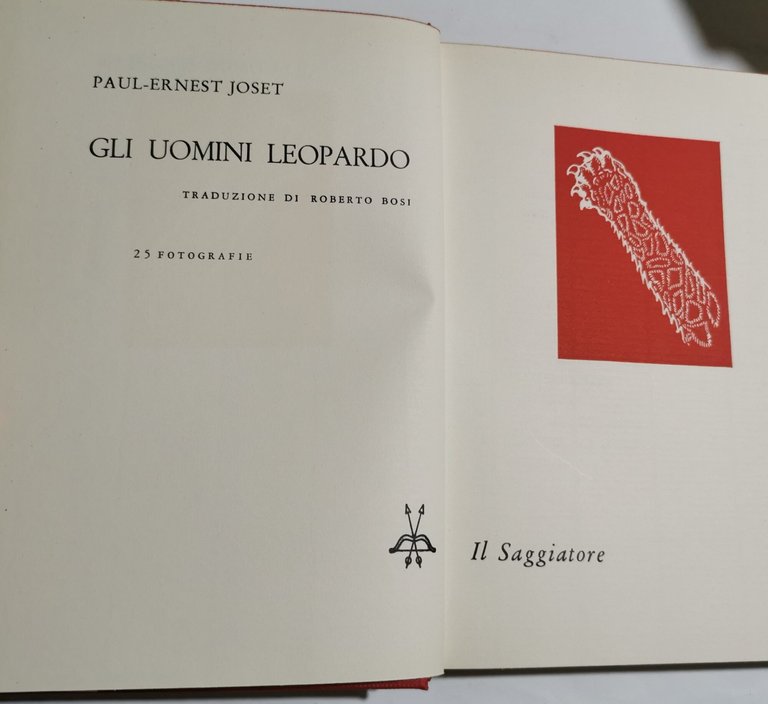 PAUL-ERNEST JOSET
GLI UOMINI LEOPARDO
TRADUZIONE DI ROBERTO BOSI
25 FOTOGRAFIE
Il Saggiatore